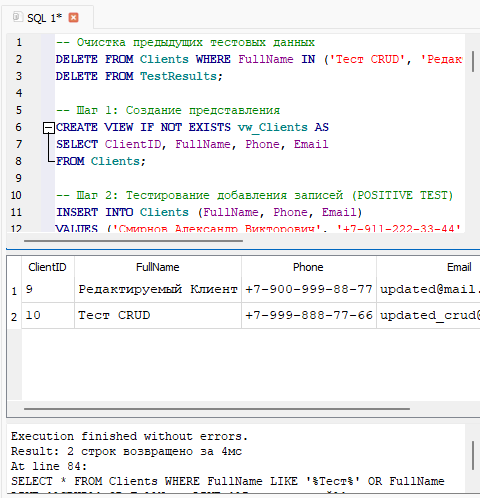 SQL 1*
1 -- Очистка предыдущих тестовых данных
2 DELETE FROM Clients WHERE FullName IN ('Тест CRUD', 'Редак
3 DELETE FROM TestResults;
4
5 -- Шаг 1: Создание представления
6 CREATE VIEW IF NOT EXISTS vw_Clients AS
7 SELECT ClientID, FullName, Phone, Email
8 FROM Clients;
9
10 -- Шаг 2: Тестирование добавления записей (POSITIVE TEST)
11 INSERT INTO Clients (FullName, Phone, Email)
12 VALUES ('Смирнов Александр Викторович', '+7-911-222-33-44'
ClientID FullName Phone Email
1 9 Редактируемый Клиент +7-900-999-88-77 updated@mail.
2 10 Тест CRUD +7-999-888-77-66 updated_crud@
Execution finished without errors.
Result: 2 строк возвращено за 4мс
At line 84:
SELECT * FROM Clients WHERE FullName LIKE '%Тест%' OR FullName